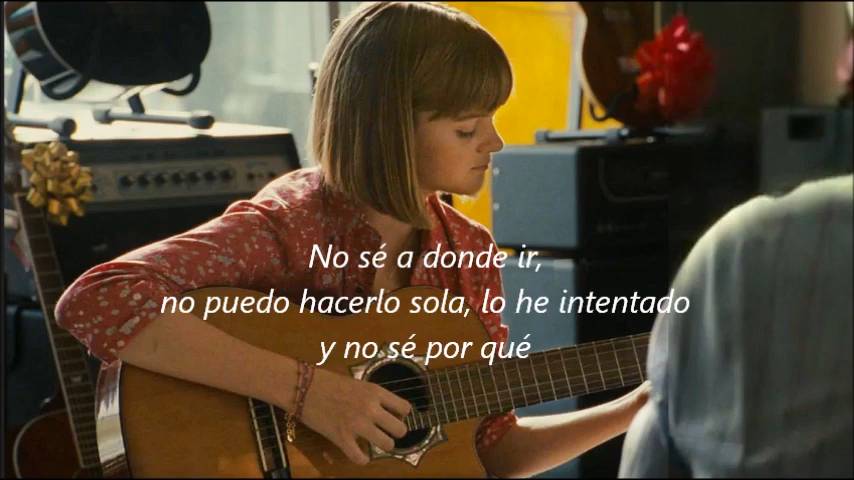 No sé a donde ir,
no puedo hacerlo sola, lo he intentado
y no sé por qué